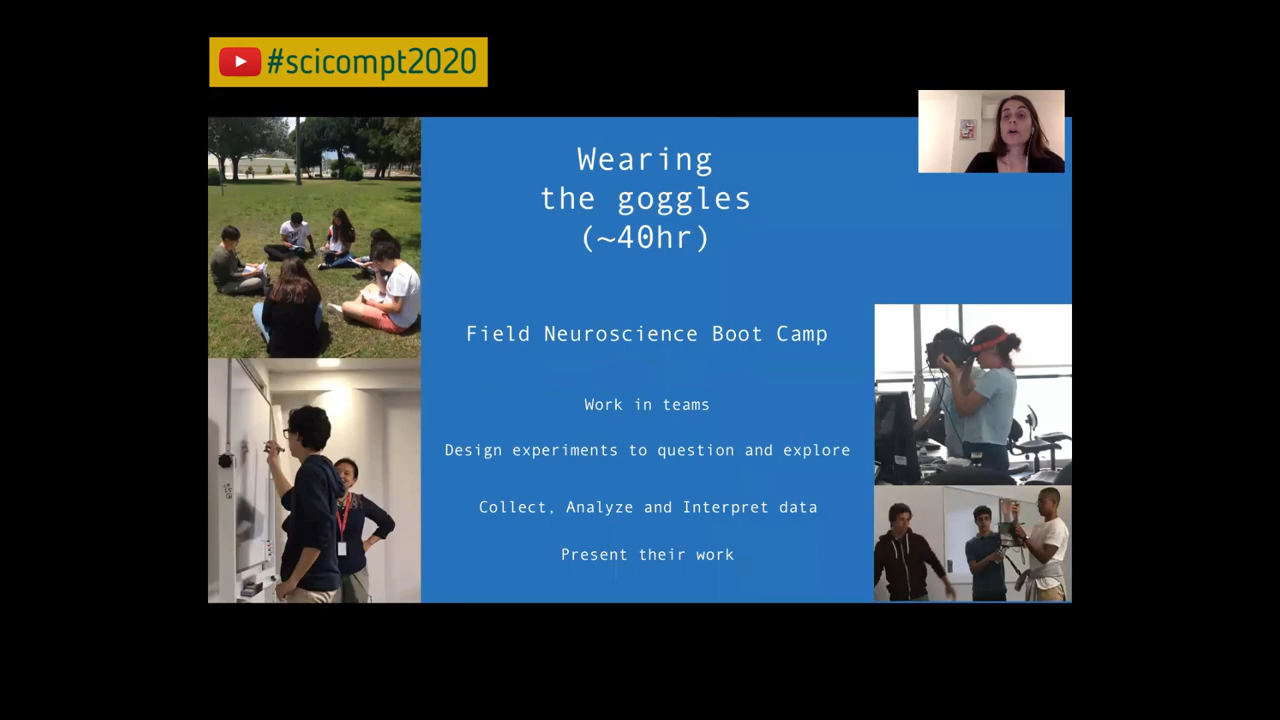 #scicompt2020
Wearing
the goggles
(~40hr)
Field Neuroscience Boot Camp
Work in teams
Design experiments to question and explore
Collect, Analyze and Interpret data
Present their work